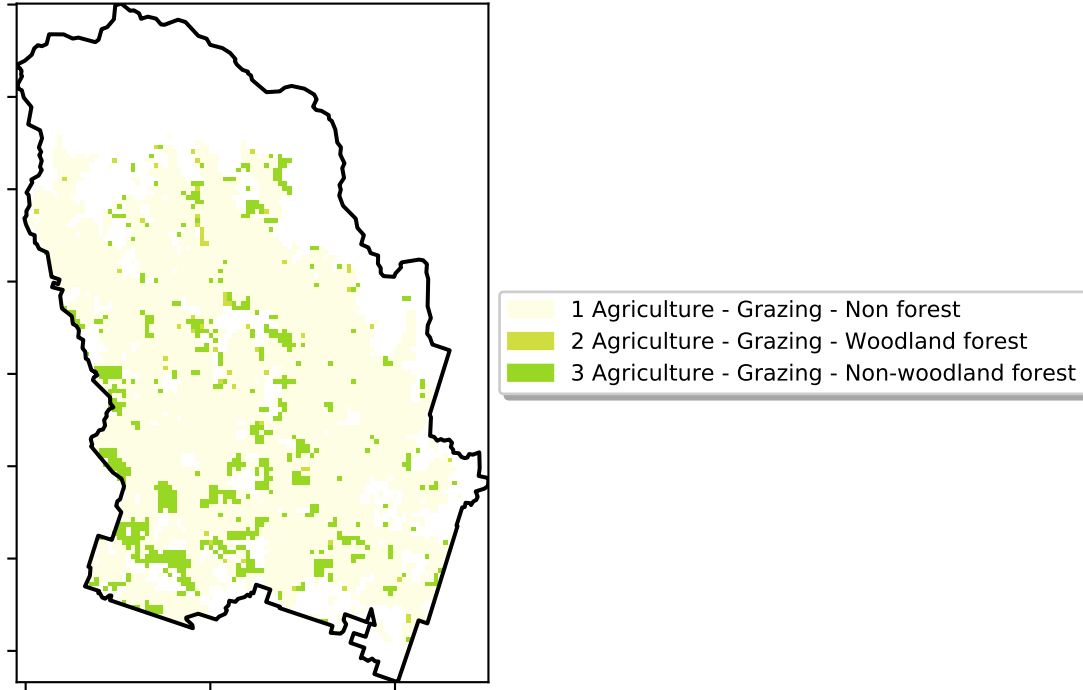 1 Agriculture - Grazing - Non forest
2 Agriculture - Grazing - Woodland forest
3 Agriculture - Grazing - Non-woodland forest